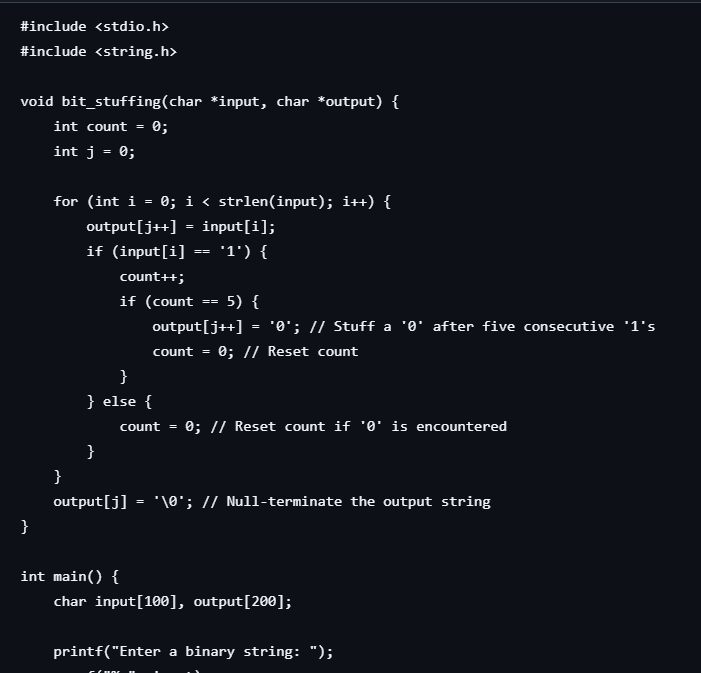 #include <stdio.h>
#include <string.h>

void bit_stuffing(char *input, char *output) {
    int count = 0;
    int j = 0;

    for (int i = 0; i < strlen(input); i++) {
        output[j++] = input[i];
        if (input[i] == '1') {
            count++;
            if (count == 5) {
                output[j++] = '0'; // Stuff a '0' after five consecutive '1's
                count = 0; // Reset count
            }
        } else {
            count = 0; // Reset count if '0' is encountered
        }
    }
    output[j] = '\0'; // Null-terminate the output string
}

int main() {
    char input[100], output[200];

    printf("Enter a binary string: ");